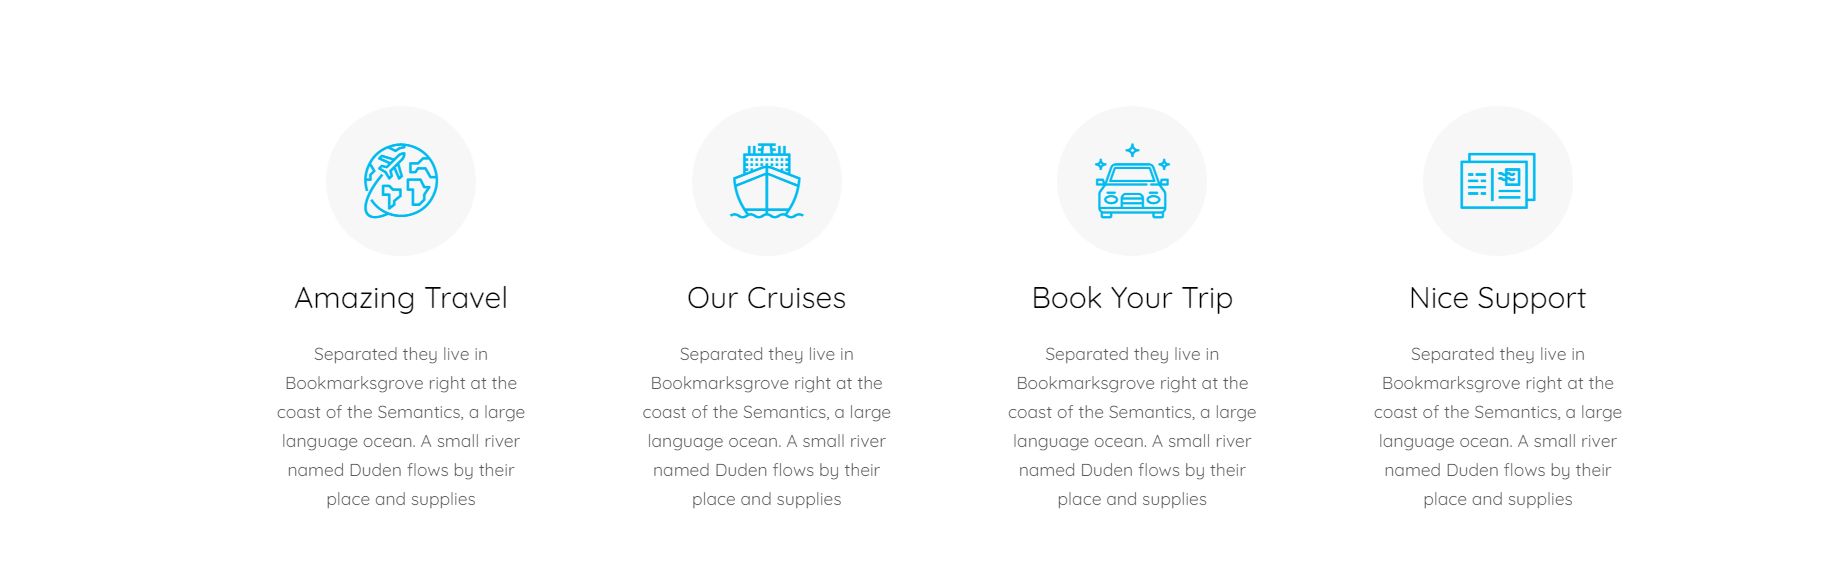 Amazing Travel
Separated they live in
Bookmarksgrove right at the
coast of the Semantics, a large
language ocean. A small river
named Duden flows by their
place and supplies
Our Cruises
Separated they live in
Bookmarksgrove right at the
coast of the Semantics, a large
language ocean. A small river
named Duden flows by their
place and supplies
Book Your Trip
Separated they live in
Bookmarksgrove right at the
coast of the Semantics, a large
language ocean. A small river
named Duden flows by their
place and supplies
Nice Support
Separated they live in
Bookmarksgrove right at the
coast of the Semantics, a large
language ocean. A small river
named Duden flows by their
place and supplies